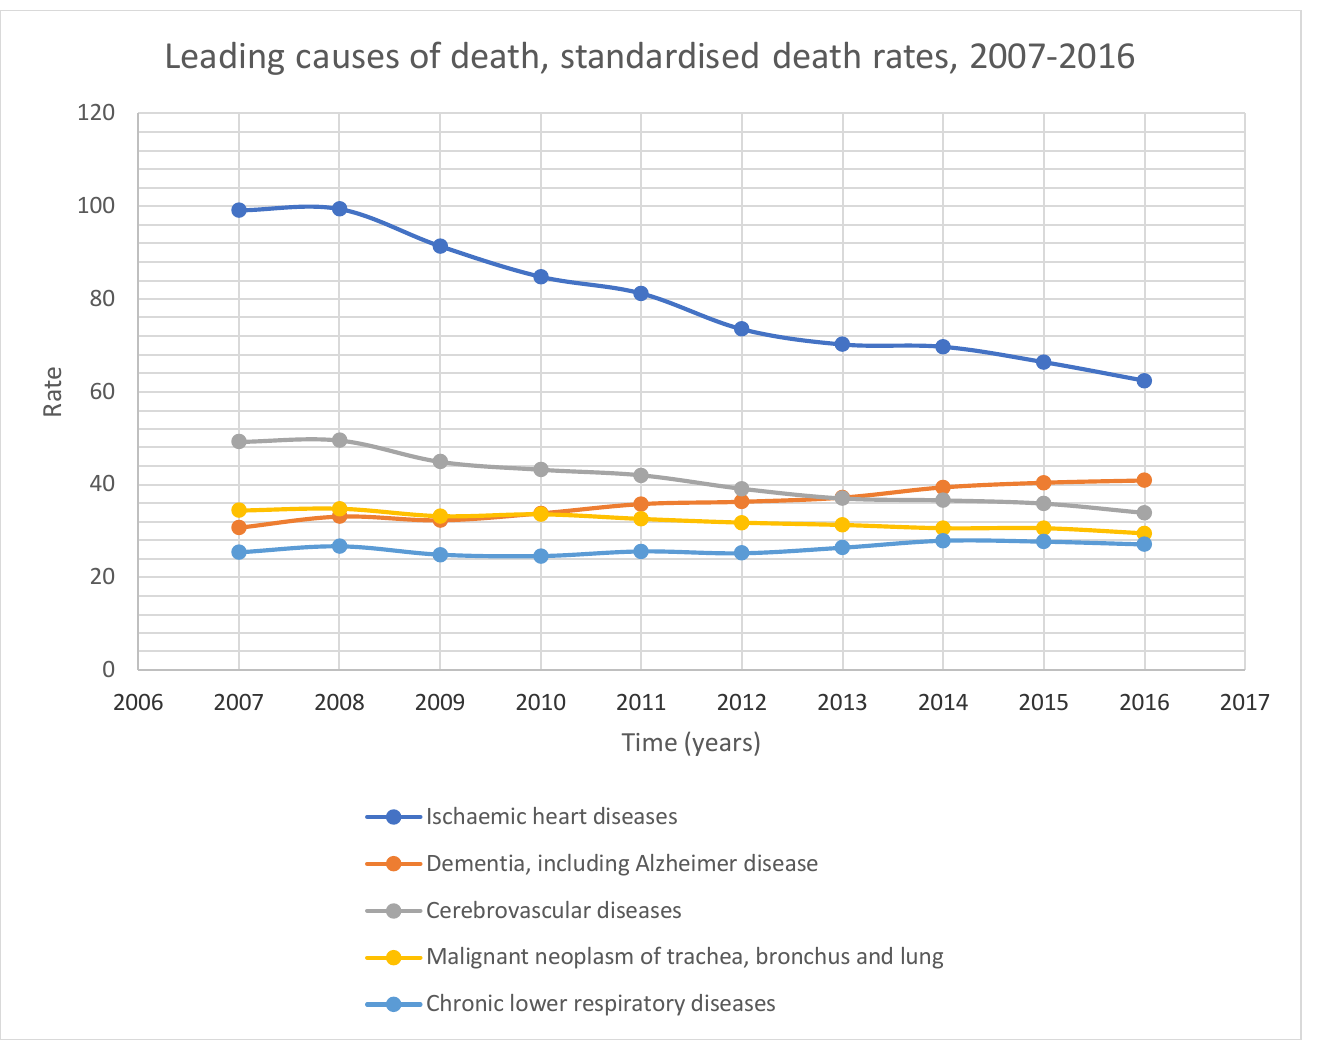 Leading causes of death, standardised death rates, 2007-2016
120
100
80
60
40
20
0
Rate
2006 2007 2008 2009 2010 2011 2012 2013 2014 2015 2016 2017
Time (years)
Ischaemic heart diseases
Dementia, including Alzheimer disease
Cerebrovascular diseases
Malignant neoplasm of trachea, bronchus and lung
Chronic lower respiratory diseases